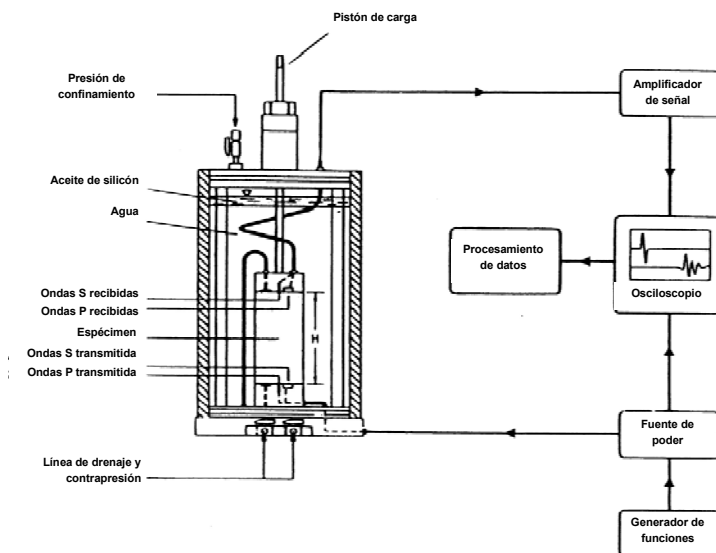 Pistón de carga
Presión de
confinamiento
Amplificador
de señal
Aceite de silicón
Agua
Procesamiento
de datos
Osciloscopio
Ondas S recibidas
Ondas P recibidas
Espécimen
H
Ondas S transmitida
Ondas P transmitida
Fuente de
poder
Línea de drenaje y
contrapresión
Generador de
funciones